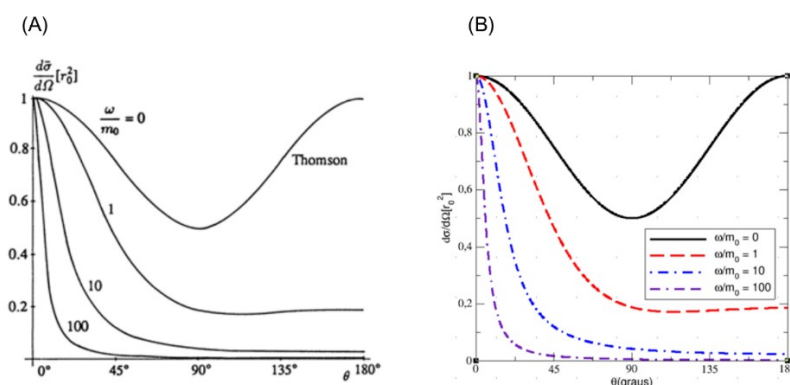 (A)
(B)
dσ̄/dΩ [r₀²]
1
0.8
0.6
0.4
0.2
ω/m₀ = 0
Thomson
1
10
100
0°
45°
90°
135°
180°
θ
dσ/dΩ[r₀²]
1
0,8
0,6
0,4
0,2
0
ω/m₀ = 0
ω/m₀ = 1
ω/m₀ = 10
ω/m₀ = 100
0
45
90
135
180
θ(graus)